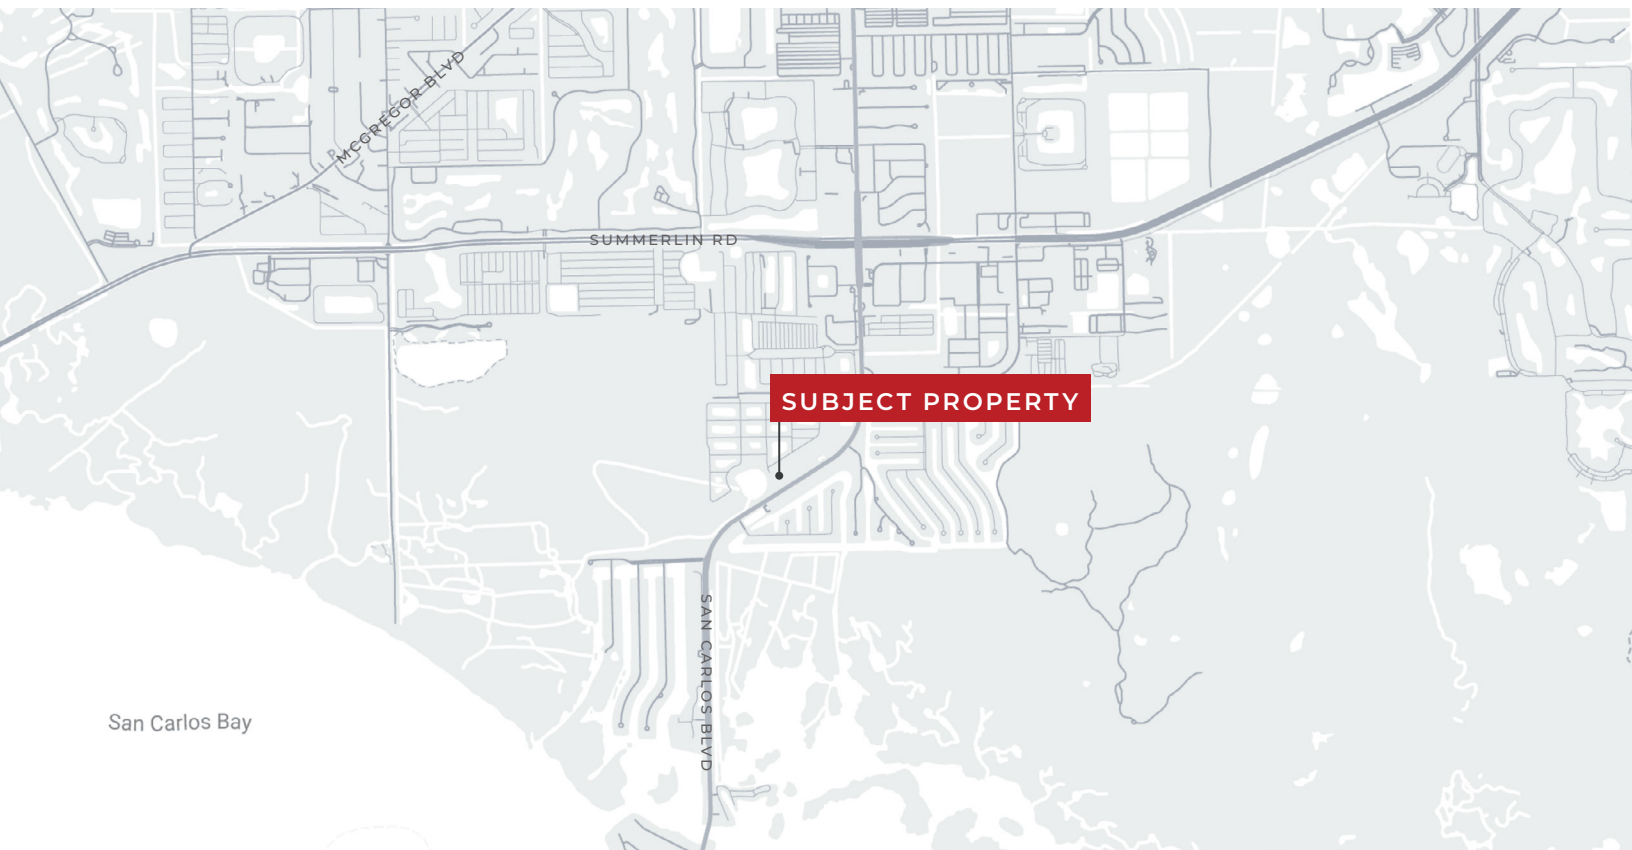 MCGREGOR BLVD
SUMMERLIN RD
SUBJECT PROPERTY
SAN CARLOS BLVD
San Carlos Bay